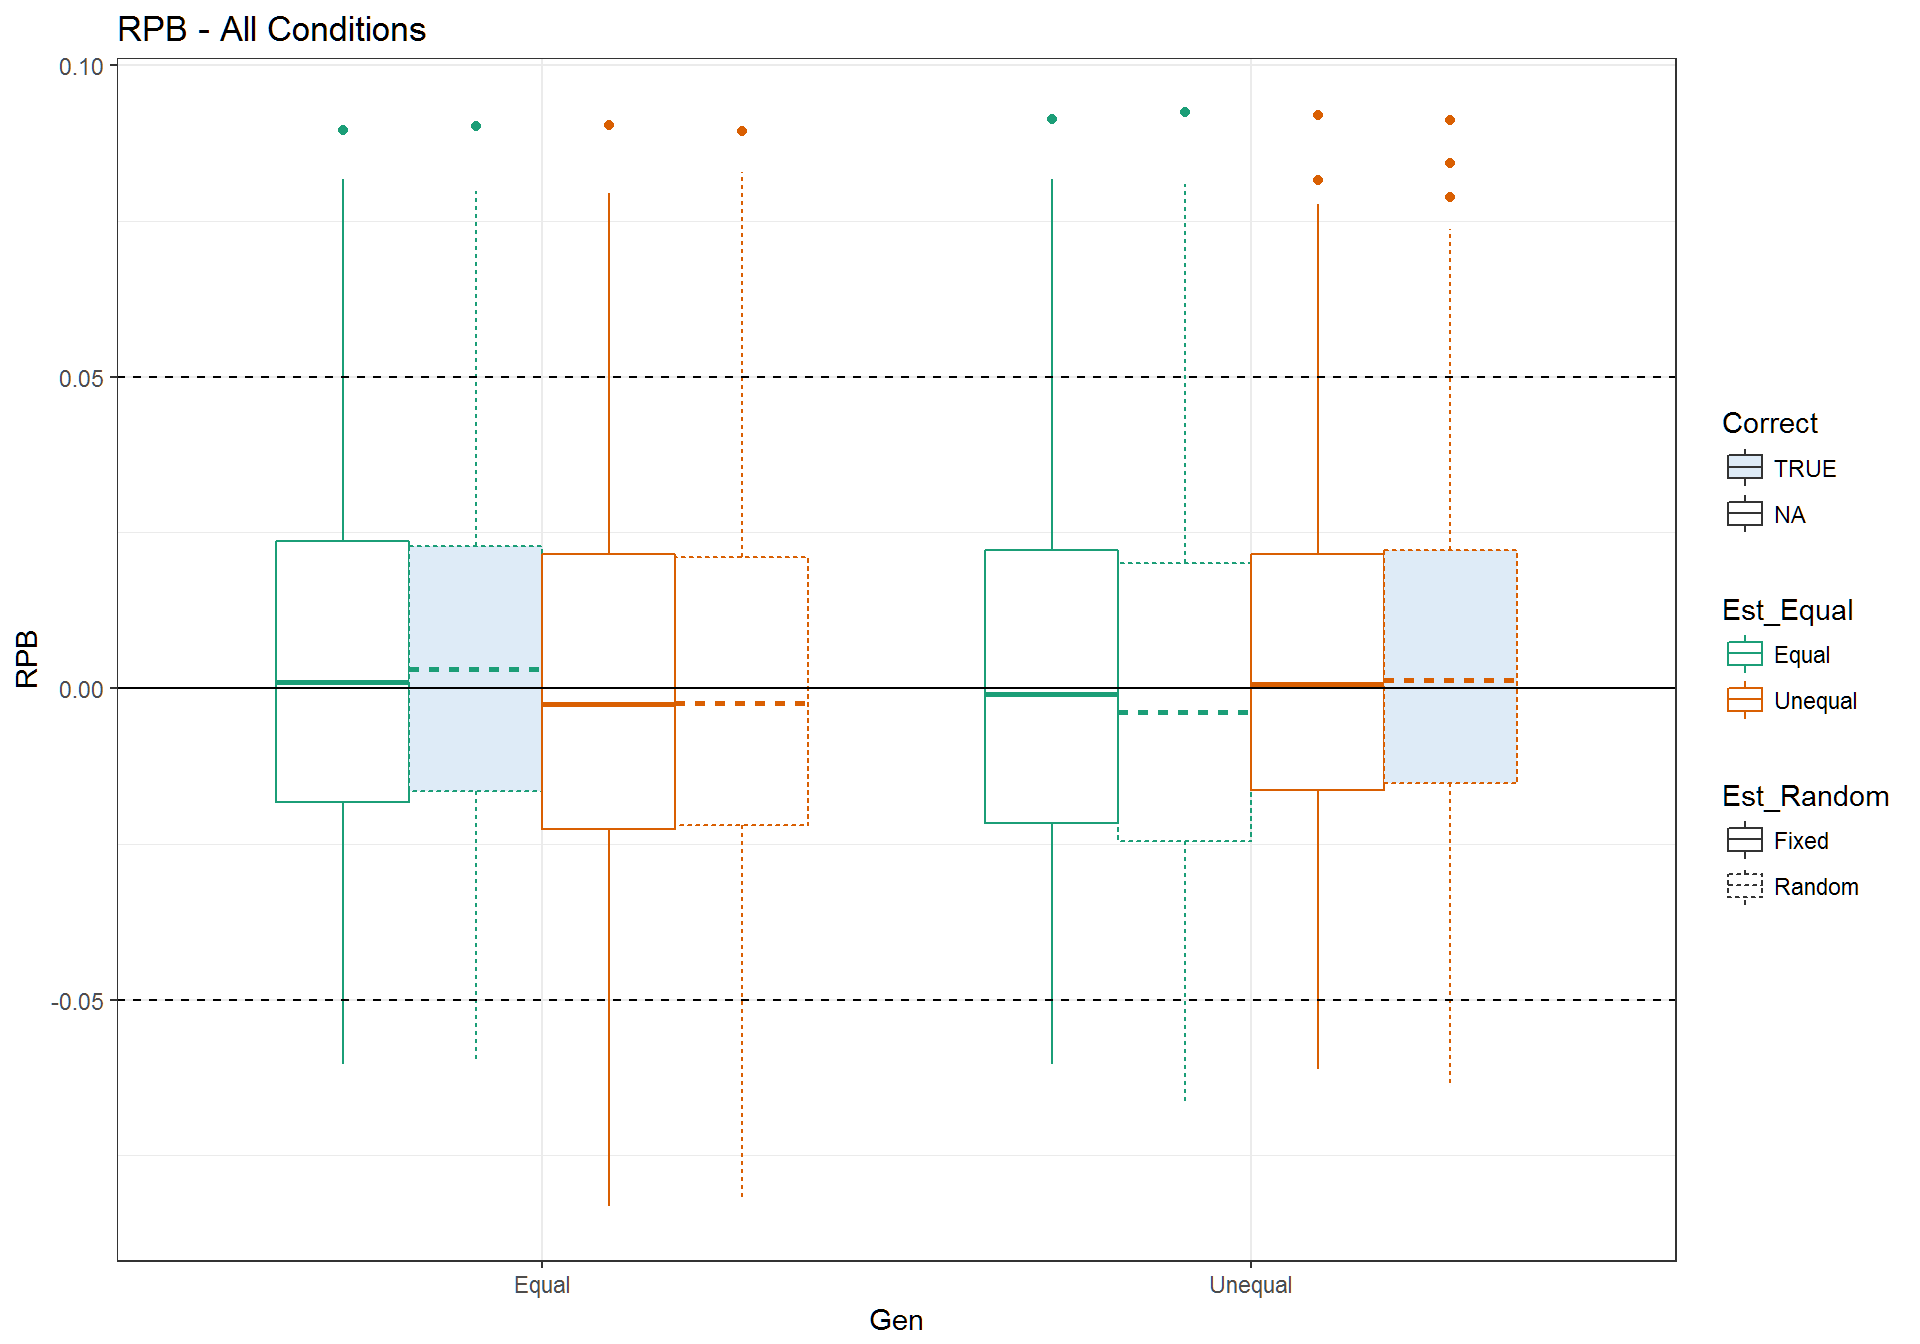 RPB - All Conditions
0.10
0.05
0.00
-0.05
RPB
Equal
Unequal
Gen
Correct
TRUE
NA
Est_Equal
Equal
Unequal
Est_Random
Fixed
Random